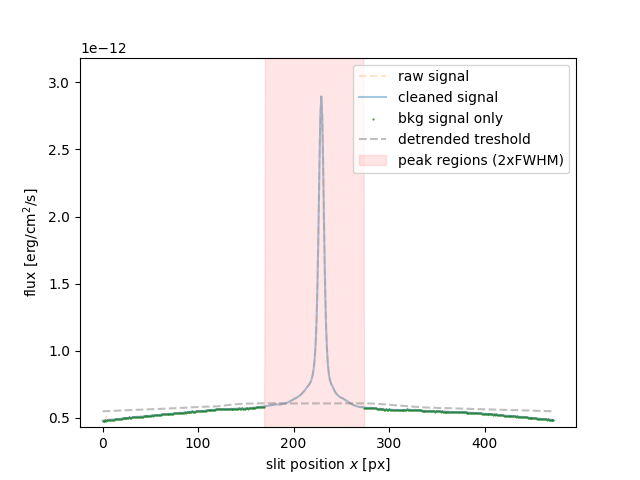 1e−12
3.0
2.5
2.0
1.5
1.0
0.5
flux [erg/cm²/s]
raw signal
cleaned signal
bkg signal only
detrended treshold
peak regions (2xFWHM)
0 100 200 300 400
slit position x [px]